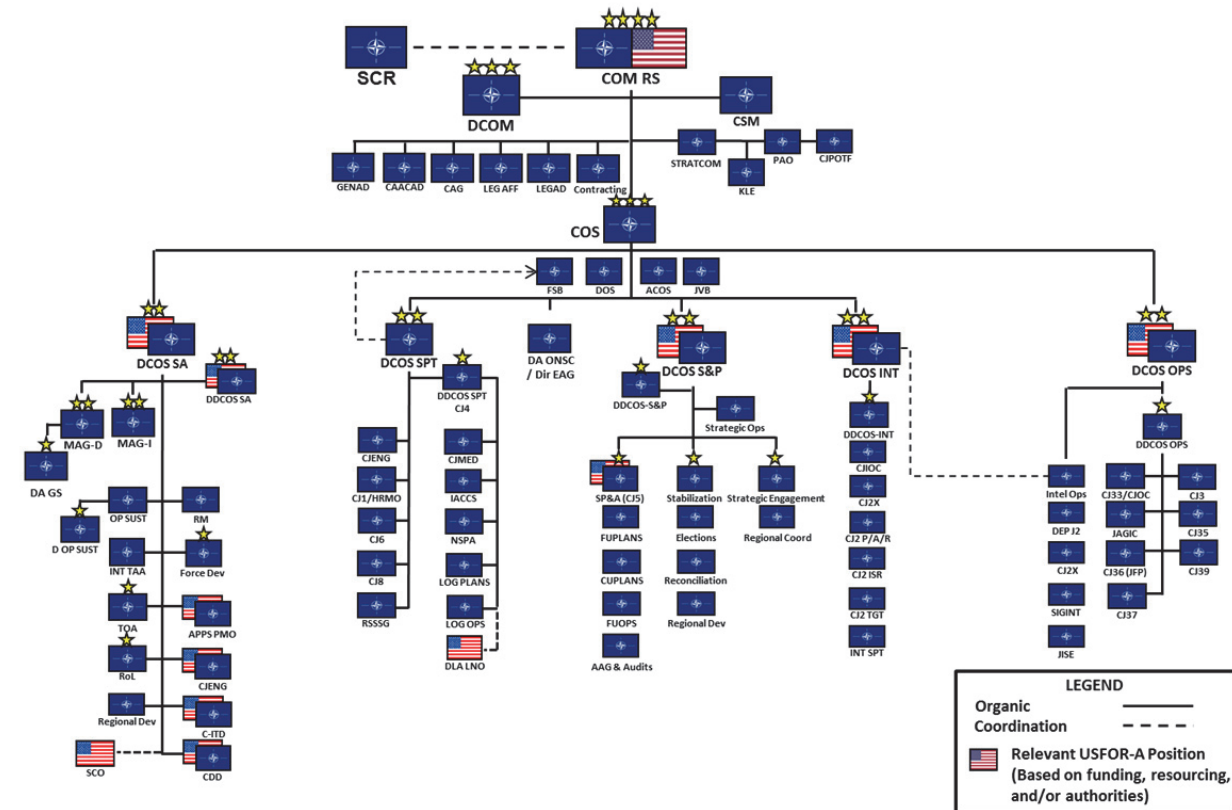 SCR
COM RS
DCOM
CSM
GENAD
CAACAD
CAG
LEG AFF
LEGAD
Contracting
STRATCOM
PAO
CJPOTF
KLE
COS
FSB
DOS
ACOS
JVB
DCOS SA
DCOS SPT
DA ONSC
/ Dir EAG
DCOS S&P
DCOS INT
DCOS OPS
DDCOS SA
MAG-D
MAG-I
DA GS
OP SUST
RM
D OP SUST
INT TAA
Force Dev
TOA
APPS PMO
RoL
CJENG
Regional Dev
C-ITD
SCO
CDD
DDCOS SPT
CJ4
CJENG
CJMED
CJ1/HRMO
IACCS
CJ6
NSPA
CJ8
LOG PLANS
RSSSG
LOG OPS
DLA LNO
DDCOS-S&P
Strategic Ops
SP&A (CJ5)
Stabilization
Strategic Engagement
FUPLANS
Elections
Regional Coord
CUPLANS
Reconciliation
FUOPS
Regional Dev
AAG & Audits
DDCOS-INT
CJIOC
CJ2X
CJ2 P/A/R
CJ2 ISR
CJ2 TGT
INT SPT
DDCOS OPS
Intel Ops
CJ33/CJOC
CJ3
DEP J2
JAGIC
CJ35
CJ2X
CJ36 (JFP)
CJ39
SIGINT
CJ37
JISE
LEGEND
Organic
Coordination
Relevant USFOR-A Position
(Based on funding, resourcing,
and/or authorities)